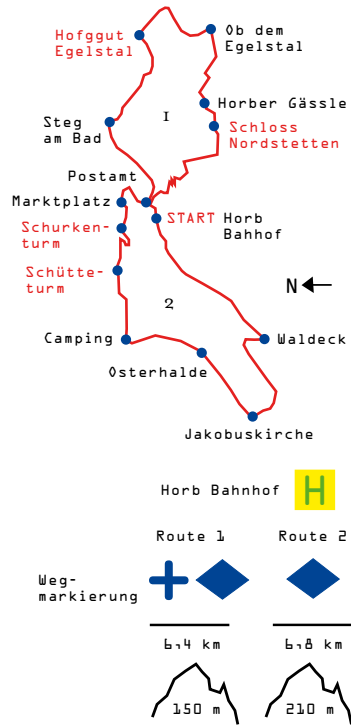 Hofggut
Egelstal
Ob dem
Egelstal
1
Horber Gässle
Steg
am Bad
Schloss
Nordstetten
Postamt
Marktplatz
START Horb
Bahnhof
Schurken-
turm
Schütte-
turm
N
2
Camping
Waldeck
Osterhalde
Jakobuskirche
Horb Bahnhof H
Route 1 Route 2
Weg-
markierung
6,4 km 6,8 km
150 m 210 m